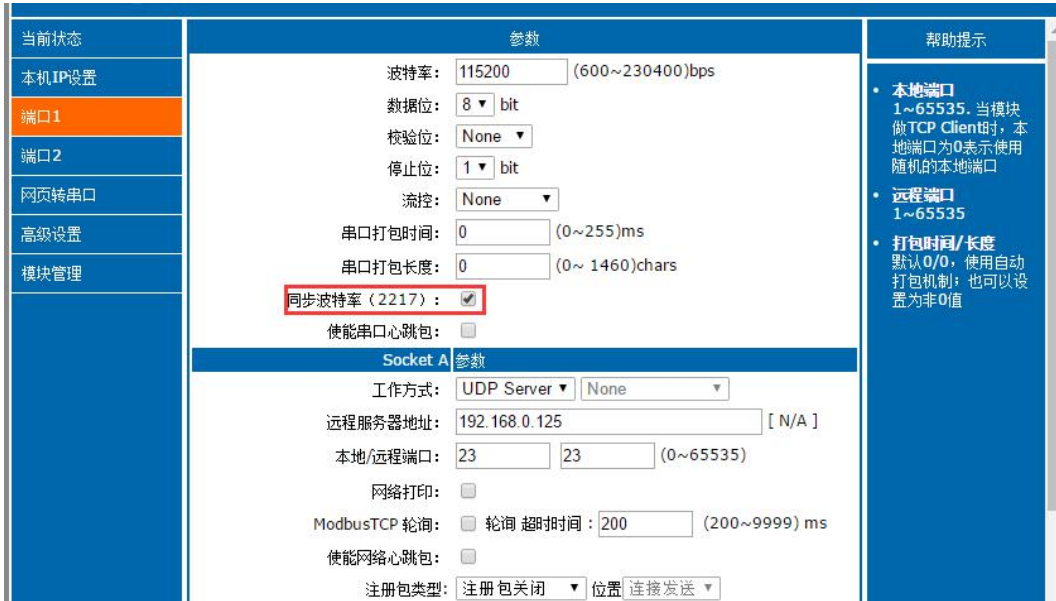 当前状态
本机IP设置
端口1
端口2
网页转串口
高级设置
模块管理
参数
波特率: 115200 (600~230400)bps
数据位: 8 bit
校验位: None
停止位: 1 bit
流控: None
串口打包时间: 0 (0~255)ms
串口打包长度: 0 (0~ 1460)chars
同步波特率（2217）:
使能串口心跳包:
Socket A 参数
工作方式: UDP Server None
远程服务器地址: 192.168.0.125 [ N/A ]
本地/远程端口: 23 23 (0~65535)
网络打印:
ModbusTCP 轮询: 轮询 超时时间 : 200 (200~9999) ms
使能网络心跳包:
注册包类型: 注册包关闭 位置 连接发送
帮助提示
• 本地端口
1~65535. 当模块
做TCP Client时，本
地端口为0表示使用
随机的本地端口
• 远程端口
1~65535
• 打包时间/长度
默认0/0，使用自动
打包机制；也可以设
置为非0值